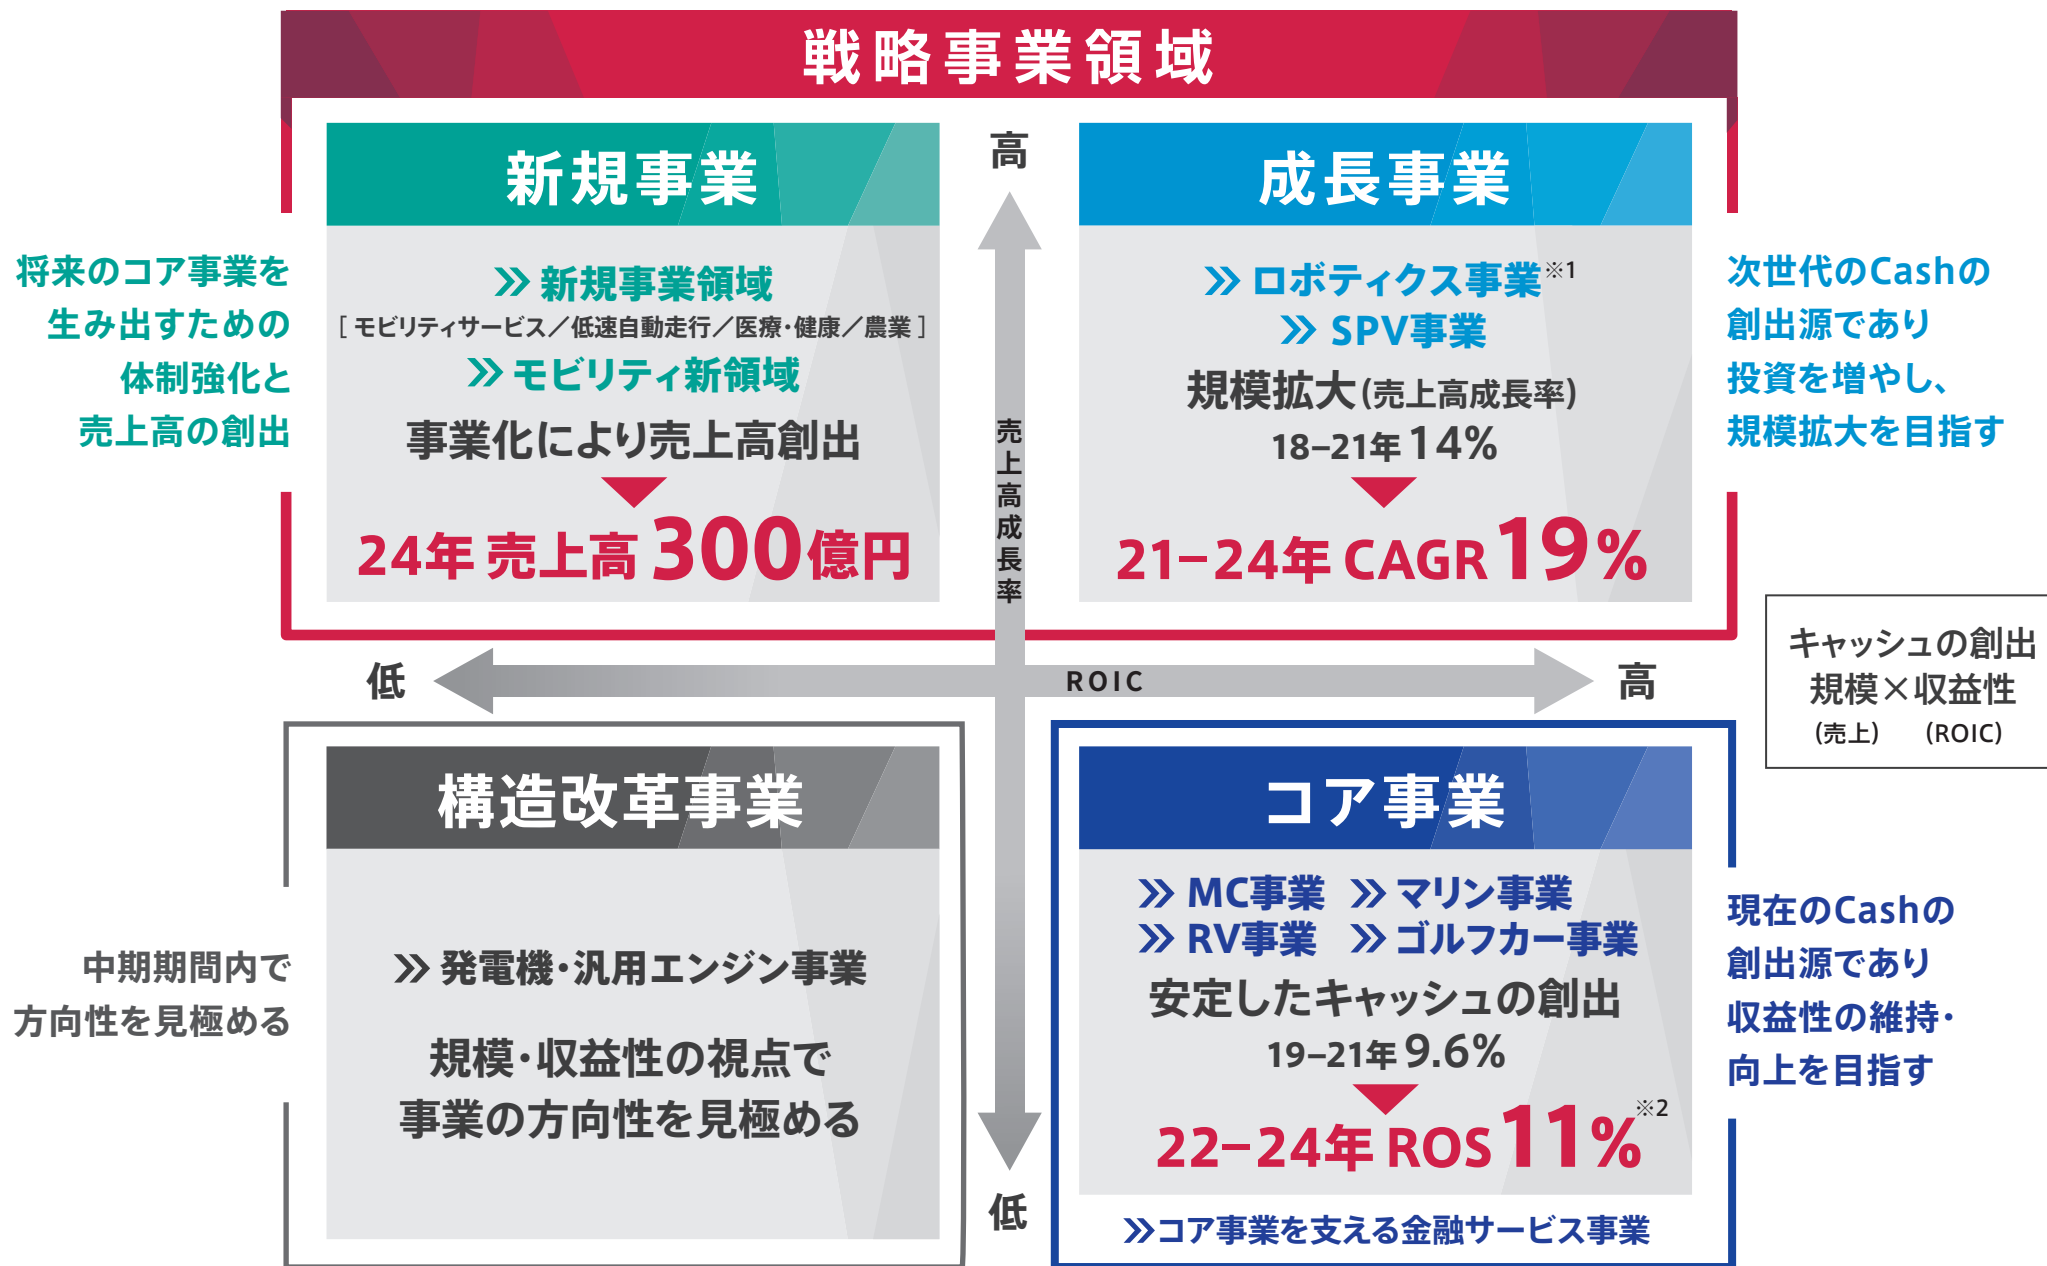 戦略事業領域
将来のコア事業を
生み出すための
体制強化と
売上高の創出
新規事業
≫ 新規事業領域
[ モビリティサービス／低速自動走行／医療・健康／農業 ]
≫ モビリティ新領域
事業化により売上高創出
24年 売上高 300億円
高
売上高成長率
低
成長事業
≫ ロボティクス事業※1
≫ SPV事業
規模拡大(売上高成長率)
18–21年 14%
21–24年 CAGR 19%
次世代のCashの
創出源であり
投資を増やし、
規模拡大を目指す
低
ROIC
高
キャッシュの創出
規模×収益性
(売上) (ROIC)
中期期間内で
方向性を見極める
構造改革事業
≫ 発電機・汎用エンジン事業
規模・収益性の視点で
事業の方向性を見極める
コア事業
≫ MC事業 ≫ マリン事業
≫ RV事業 ≫ ゴルフカー事業
安定したキャッシュの創出
19–21年 9.6%
22–24年 ROS 11%※2
≫コア事業を支える金融サービス事業
現在のCashの
創出源であり
収益性の維持・
向上を目指す